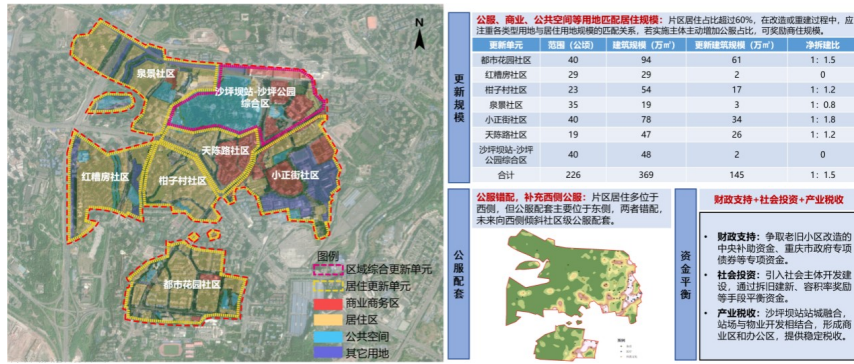 N
泉景社区
沙坪坝站-沙坪公园
综合区
天陈路社区
红糟房社区
柑子村社区
小正街社区
都市花园社区
图例
区域综合更新单元
居住更新单元
商业商务区
居住区
公共空间
其它用地
更新规模
公服、商业、公共空间等用地匹配居住规模：片区居住占比超过60%，在改造或重建过程中，应
注重各类型用地与居住用地规模的匹配关系，若实施主体主动增加公服占比，可奖励商住规模。
更新单元 范围（公顷） 建筑规模（万㎡） 更新建筑规模（万㎡） 净拆建比
都市花园社区 40 94 61 1：1.5
红糟房社区 29 29 2 0
柑子村社区 23 54 17 1：1.2
泉景社区 35 19 3 1：0.8
小正街社区 40 78 34 1：1.8
天陈路社区 19 47 26 1：1.2
沙坪坝站-沙坪
公园综合区 40 48 2 0
合计 226 369 145 1：1.5
公服配套
公服错配，补充西侧公服：片区居住多位于
西侧，但公服配套主要位于东侧，两者错配，
未来向西侧倾斜社区级公服配套。
资金平衡
财政支持+社会投资+产业税收
• 财政支持：争取老旧小区改造的
中央补助资金、重庆市政府专项
债券等专项资金。
• 社会投资：引入社会主体开发建
设，通过拆旧建新、容积率奖励
等手段平衡资金。
• 产业税收：沙坪坝站站城融合，
站场与物业开发相结合，形成商
业区和办公区，提供稳定税收。